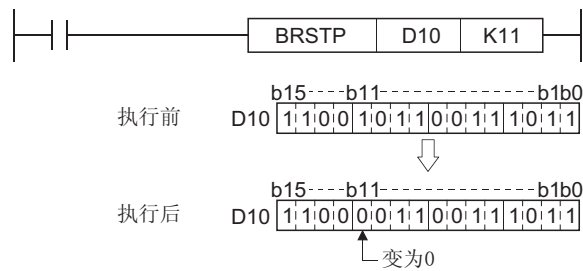 BRSTP D10 K11
b15----b11----------------b1b0
执行前 D10 1 1 0 0 1 0 1 1 0 0 1 1 1 0 1 1
b15----b11----------------b1b0
执行后 D10 1 1 0 0 0 0 1 1 0 0 1 1 1 0 1 1
变为0